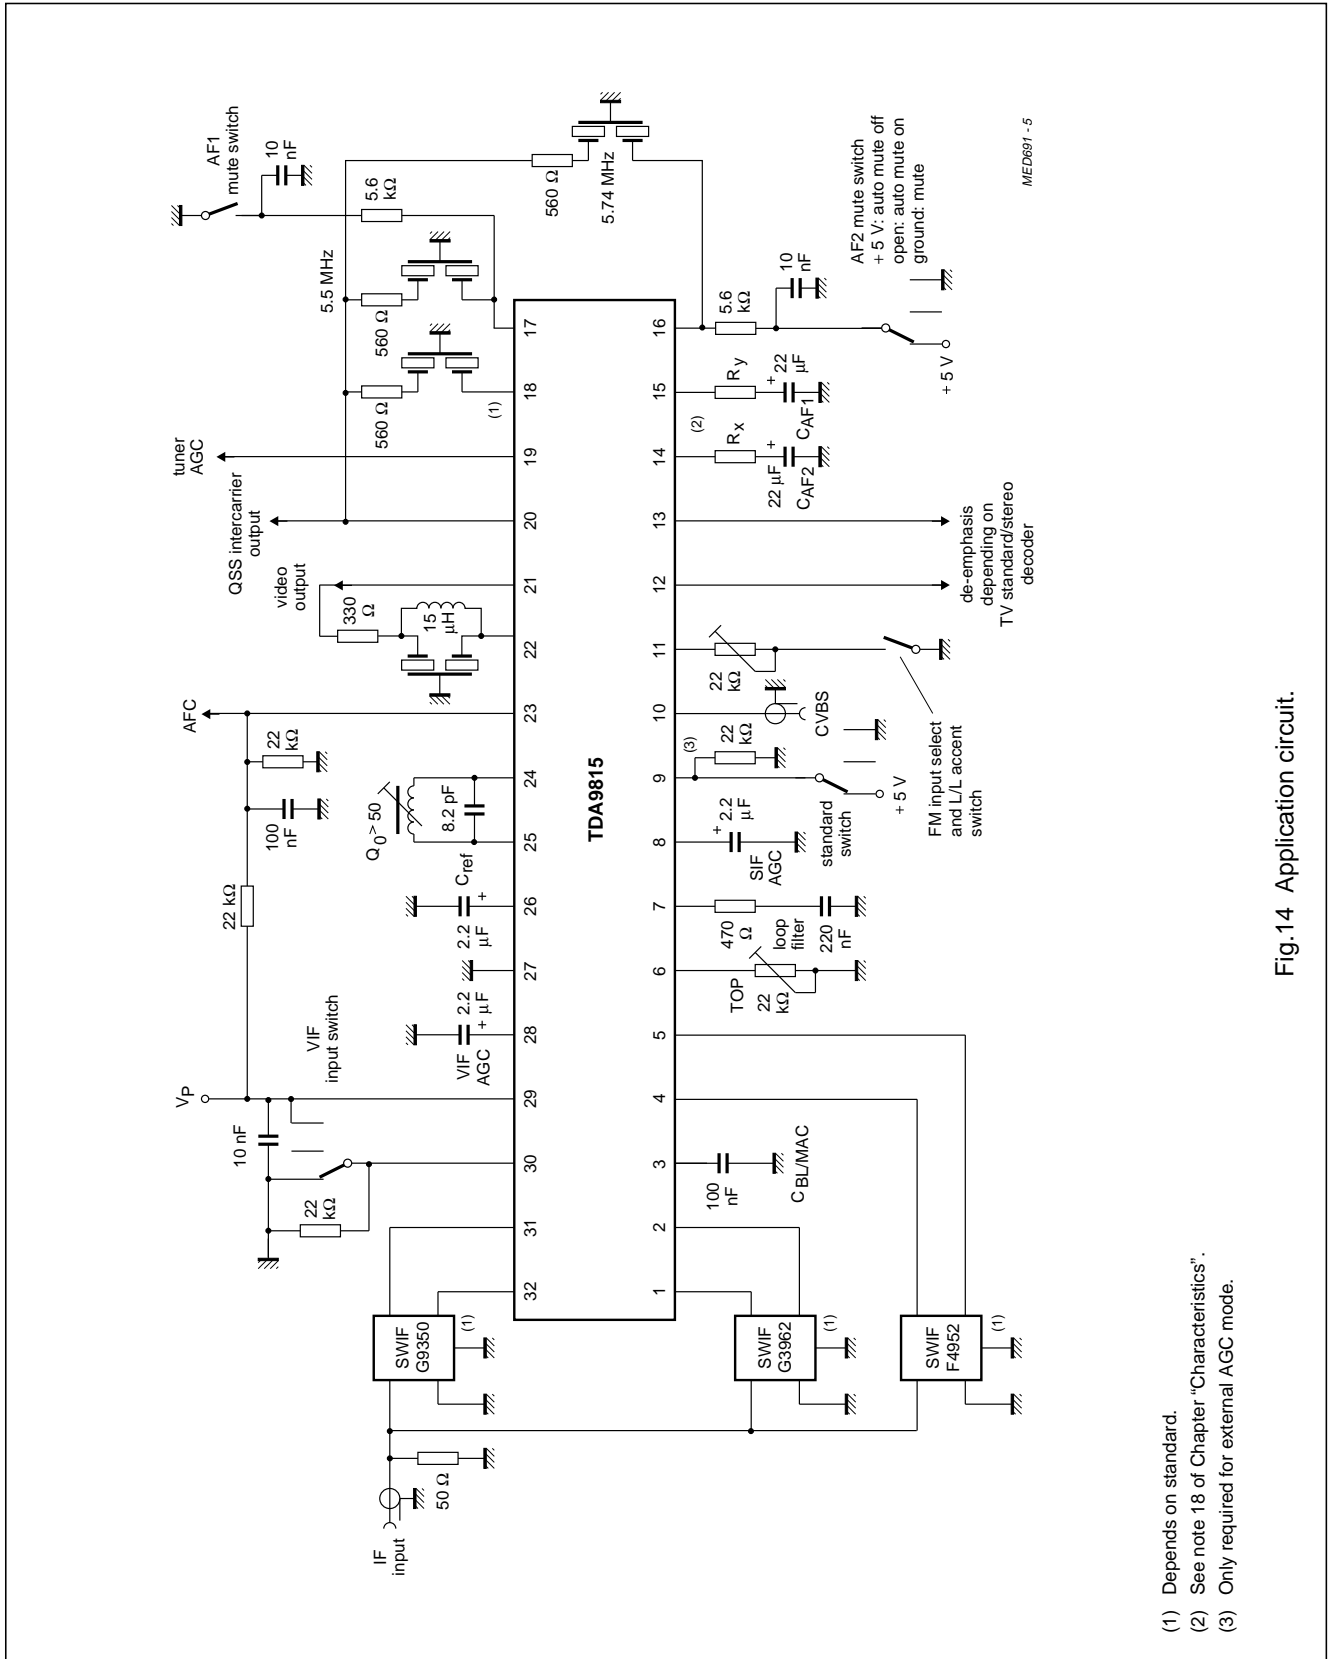 AF1
mute switch
10
nF
5.6
kΩ
5.5 MHz
560 Ω
560 Ω
560 Ω
5.74 MHz
tuner
AGC
QSS intercarrier
output
video
output
330
Ω
15
μH
AFC
22
kΩ
100
nF
22 kΩ
Q0 > 50
8.2 pF
Cref
2.2
μF
2.2
μF
VIF
AGC
VIF
input switch
VP
10 nF
22
kΩ
SWIF
G9350
(1)
IF
input
50 Ω
32
31
30
29
28
27
26
25
24
23
22
21
20
19
18
17
(1)
TDA9815
1
2
3
4
5
6
7
8
9
10
11
12
13
14
15
16
SWIF
G3962
(1)
SWIF
F4952
(1)
100
nF
CBL/MAC
TOP
22
kΩ
470
Ω
loop
filter
220
nF
2.2
μF
+
SIF
AGC
(3)
22
kΩ
standard
switch
+ 5 V
CVBS
22
kΩ
FM input select
and L/L accent
switch
de-emphasis
depending on
TV standard/stereo
decoder
(2)
Rx
22 μF
+
CAF2
Ry
22
μF
+
CAF1
5.6
kΩ
10
nF
+ 5 V
AF2 mute switch
+ 5 V: auto mute off
open: auto mute on
ground: mute
MED691 - 5
(1) Depends on standard.
(2) See note 18 of Chapter “Characteristics”.
(3) Only required for external AGC mode.
Fig.14 Application circuit.